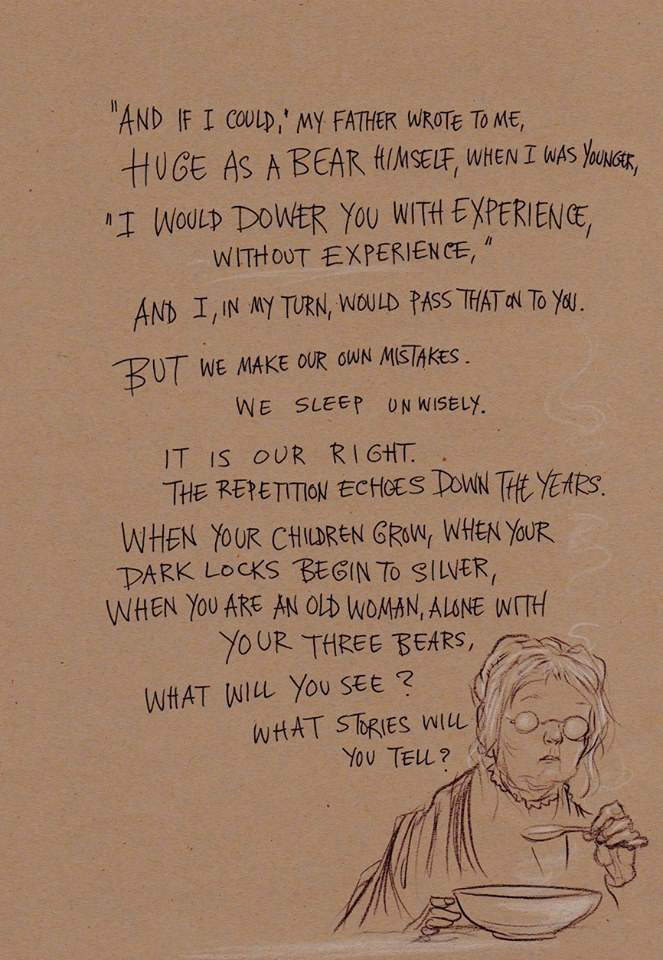 "AND IF I COULD," MY FATHER WROTE TO ME,
HUGE AS A BEAR HIMSELF, WHEN I WAS YOUNGER,
"I WOULD DOWER YOU WITH EXPERIENCE,
WITHOUT EXPERIENCE,"
AND I, IN MY TURN, WOULD PASS THAT ON TO YOU.
BUT WE MAKE OUR OWN MISTAKES.
WE SLEEP UNWISELY.
IT IS OUR RIGHT.
THE REPETITION ECHOES DOWN THE YEARS.
WHEN YOUR CHILDREN GROW, WHEN YOUR
DARK LOCKS BEGIN TO SILVER,
WHEN YOU ARE AN OLD WOMAN, ALONE WITH
YOUR THREE BEARS,
WHAT WILL YOU SEE?
WHAT STORIES WILL
YOU TELL?